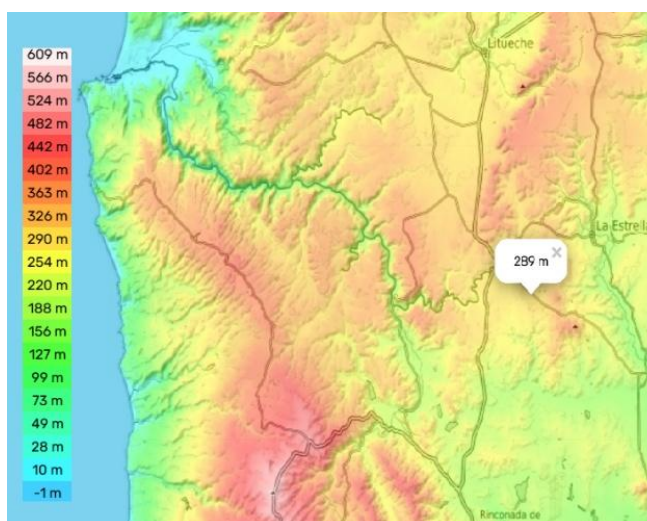 609 m
566 m
524 m
482 m
442 m
402 m
363 m
326 m
290 m
254 m
220 m
188 m
156 m
127 m
99 m
73 m
49 m
28 m
10 m
-1 m
Litueche
La Estrella
289 m
×
Rinconada de